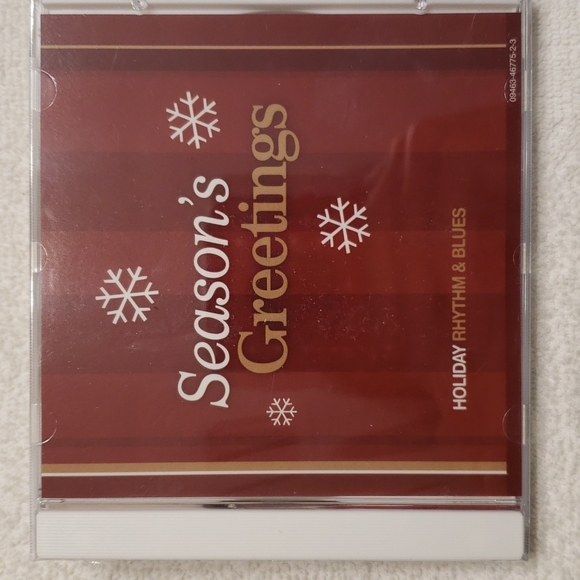 Season's
Greetings
HOLIDAY RHYTHM & BLUES
09463-46775-2-3